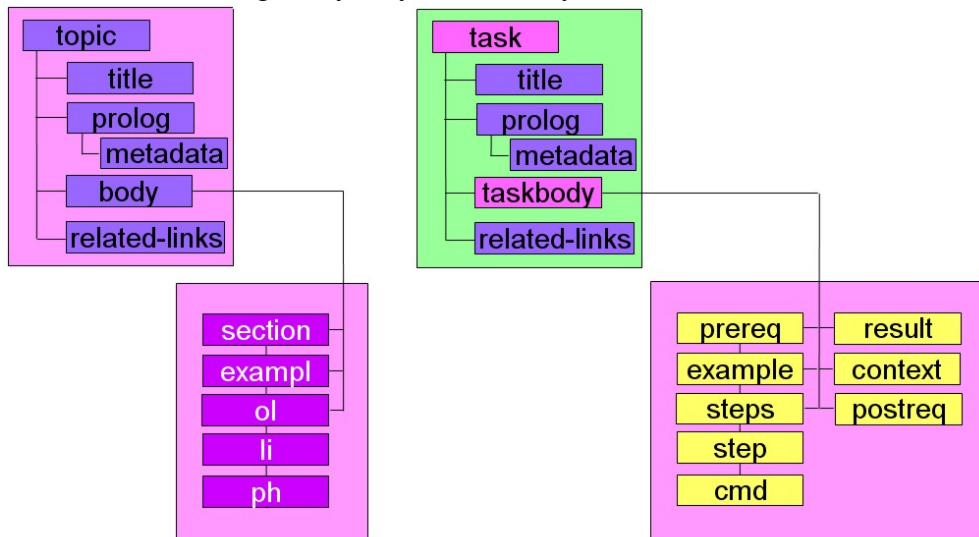 topic
title
prolog
metadata
body
related-links
section
exampl
ol
li
ph
task
title
prolog
metadata
taskbody
related-links
prereq
result
example
context
steps
postreq
step
cmd